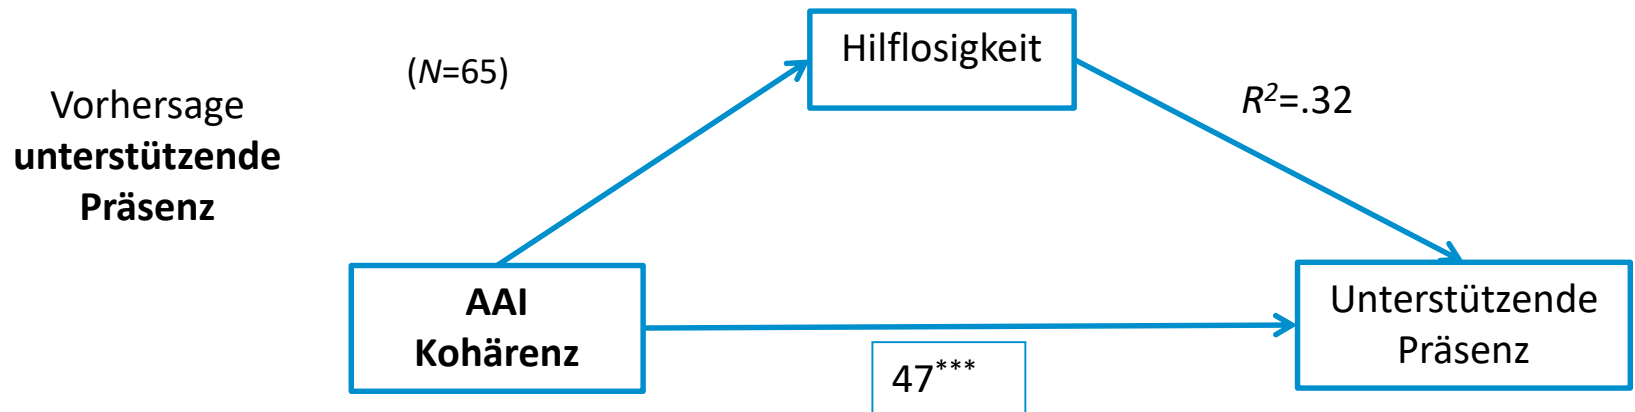 Vorhersage
unterstützende
Präsenz
(N=65)
Hilflosigkeit
R²=.32
AAI
Kohärenz
47***
Unterstützende
Präsenz